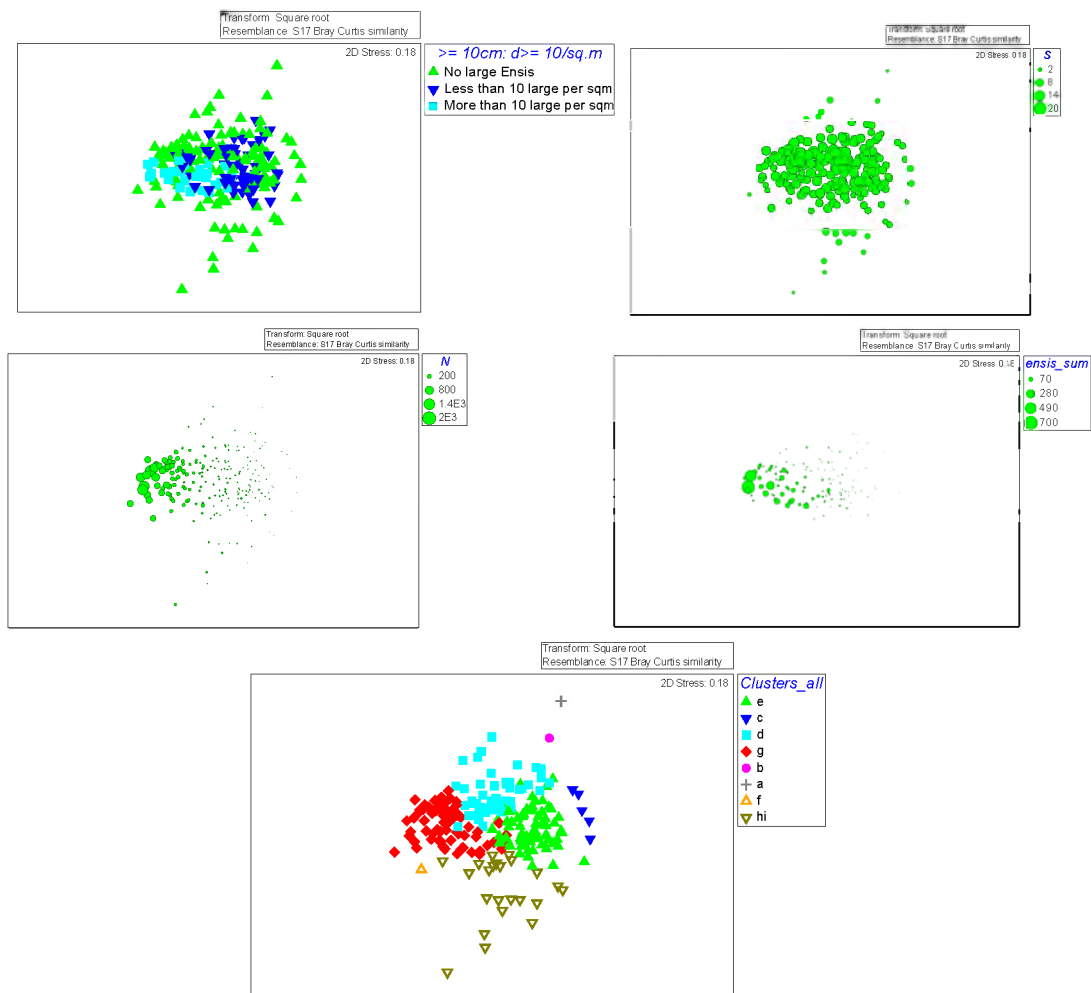 Transform: Square root
Resemblance: S17 Bray Curtis similarity
2D Stress: 0.18
>= 10cm: d>= 10/sq.m
No large Ensis
Less than 10 large per sqm
More than 10 large per sqm
Transform: Square root
Resemblance: S17 Bray Curtis similarity
2D Stress: 0.18
S
2
8
14
20
Transform: Square root
Resemblance: S17 Bray Curtis similarity
2D Stress: 0.18
N
200
800
1.4E3
2E3
Transform: Square root
Resemblance: S17 Bray Curtis similarity
2D Stress: 0.18
ensis_sum
70
280
490
700
Transform: Square root
Resemblance: S17 Bray Curtis similarity
2D Stress: 0.18
Clusters_all
e
c
d
g
b
a
f
hi